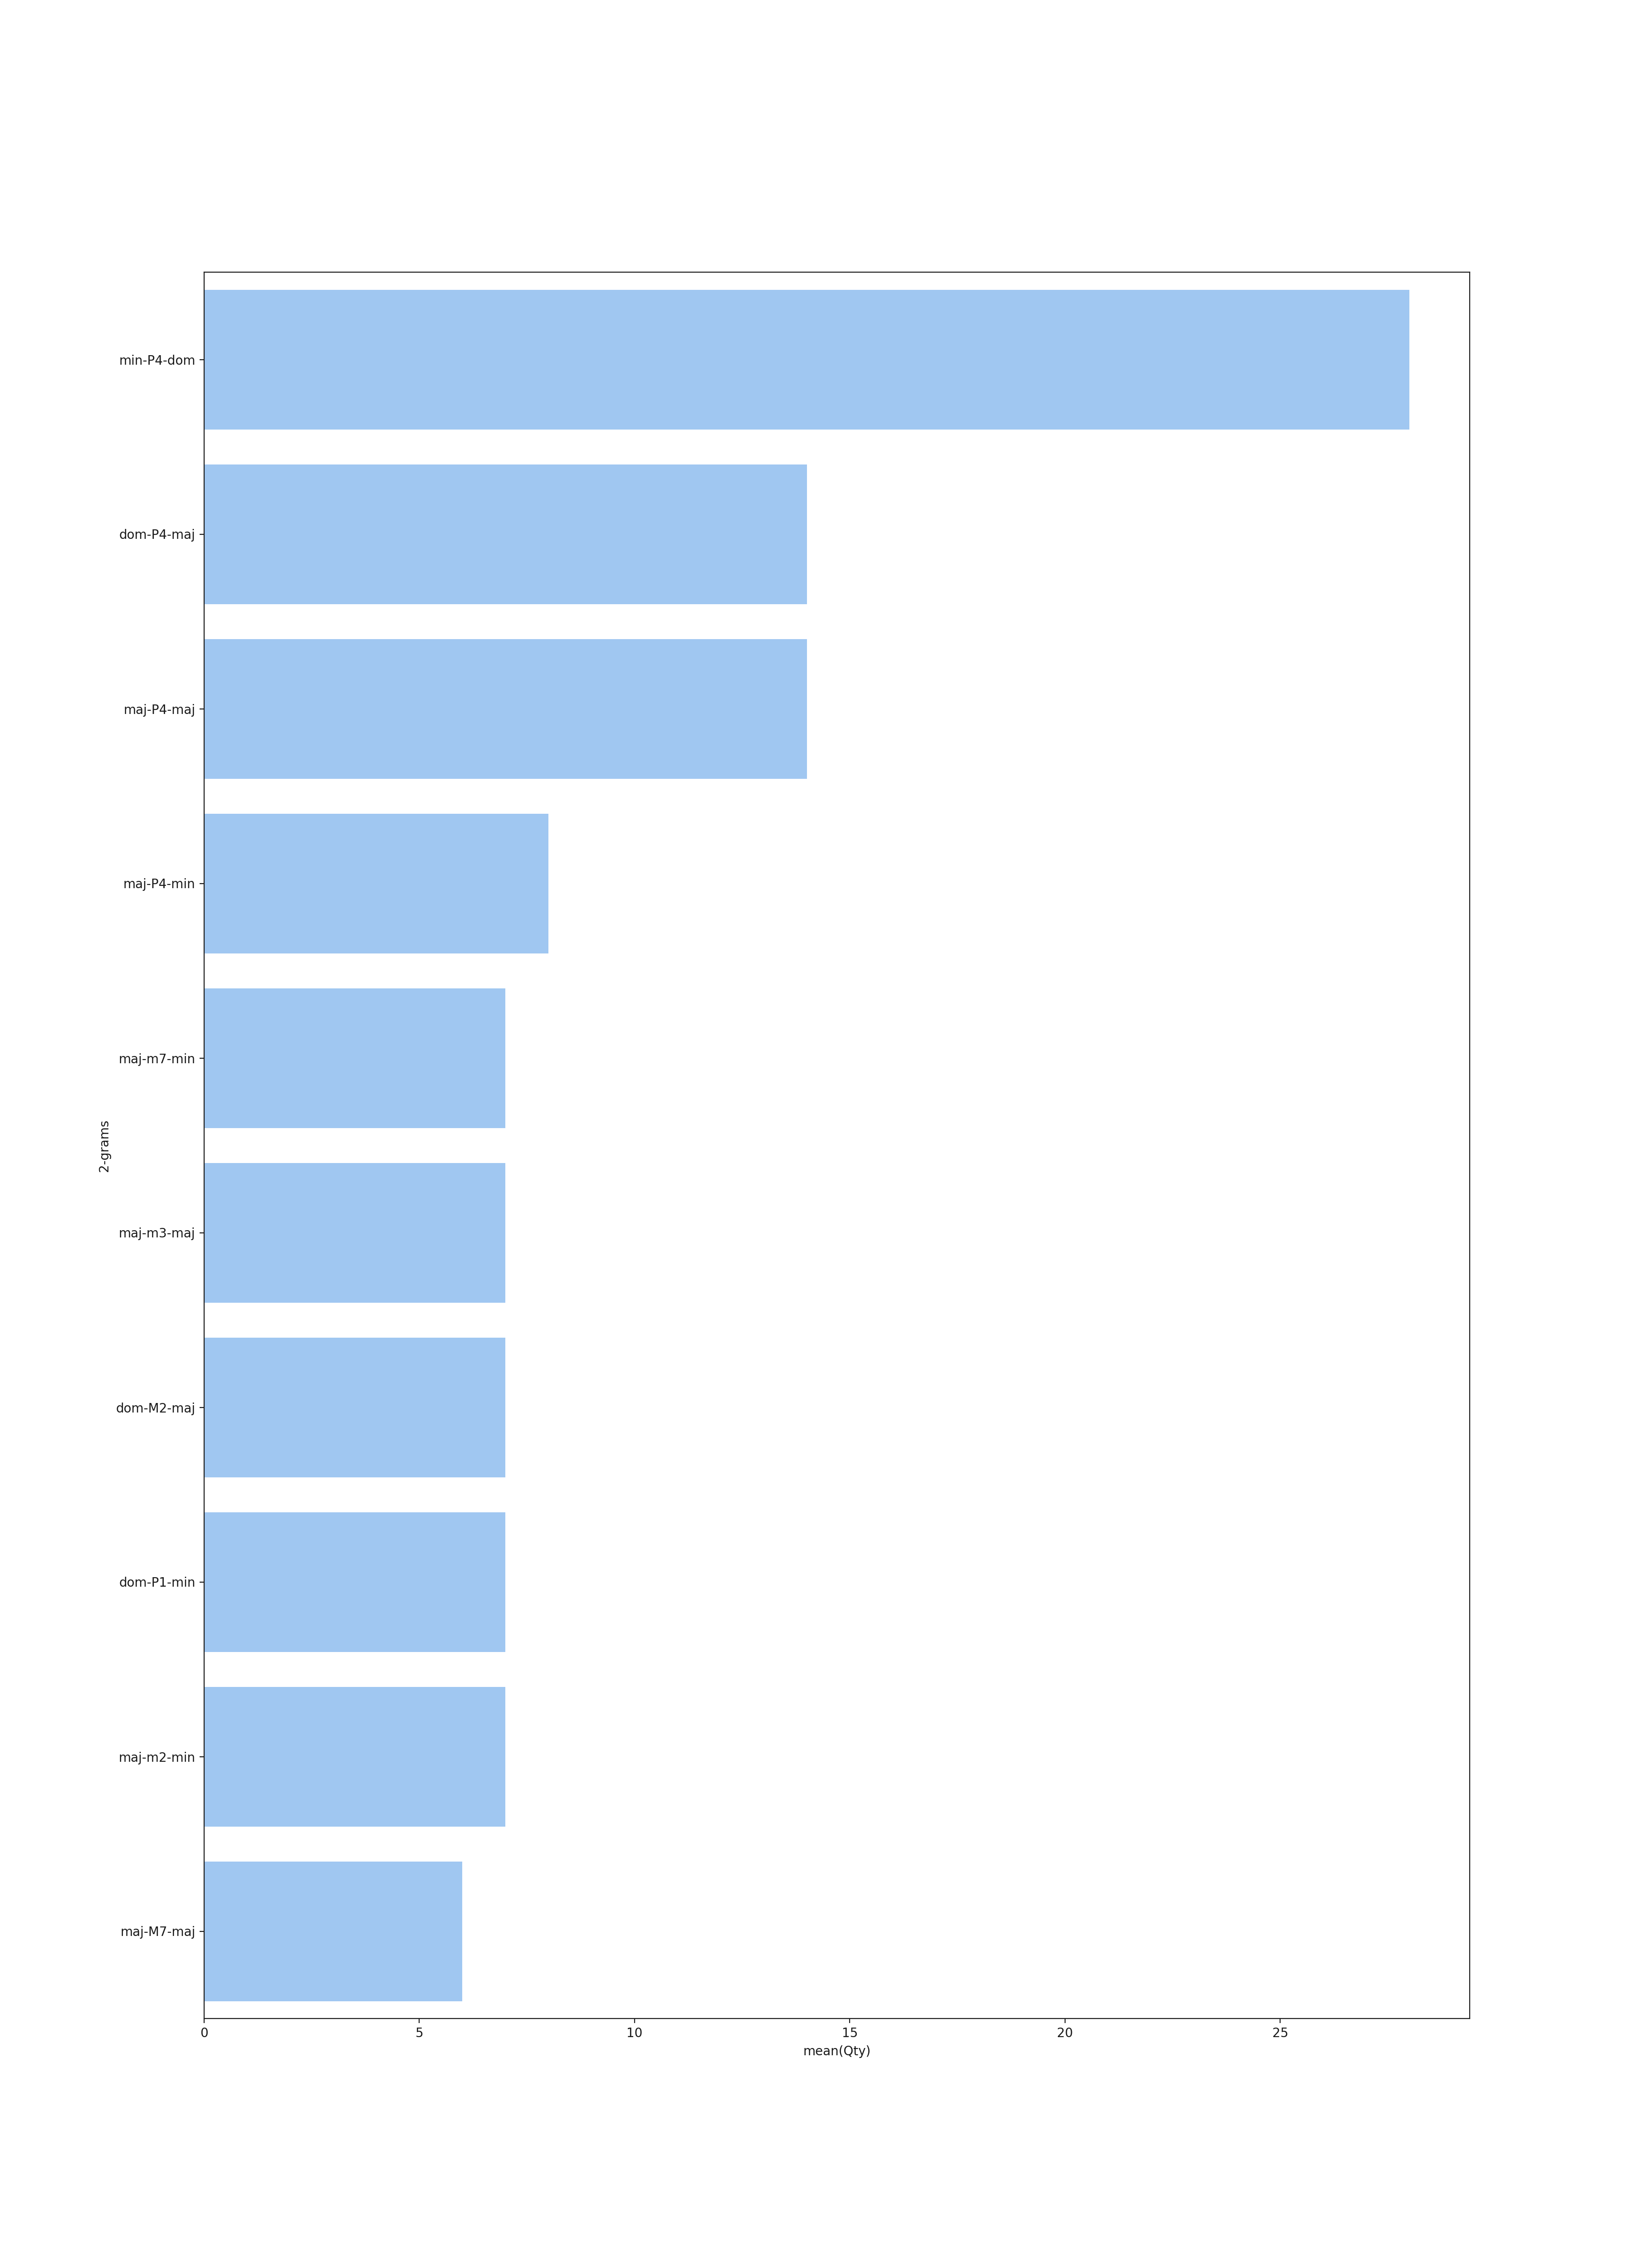 min-P4-dom
dom-P4-maj
maj-P4-maj
maj-P4-min
maj-m7-min
2-grams
maj-m3-maj
dom-M2-maj
dom-P1-min
maj-m2-min
maj-M7-maj
0 5 10 15 20 25
mean(Qty)